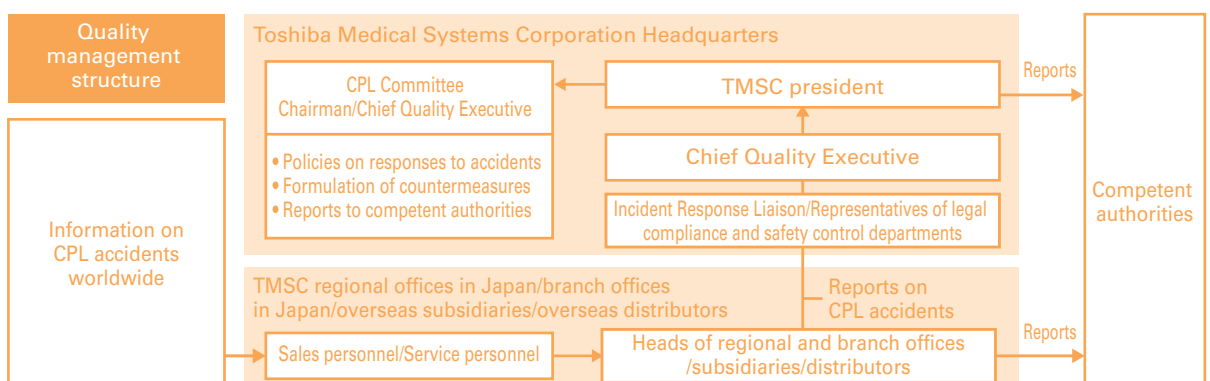 Quality
management
structure
Information on
CPL accidents
worldwide
Toshiba Medical Systems Corporation Headquarters
CPL Committee
Chairman/Chief Quality Executive
• Policies on responses to accidents
• Formulation of countermeasures
• Reports to competent authorities
TMSC president
Chief Quality Executive
Incident Response Liaison/Representatives of legal
compliance and safety control departments
Reports
Competent
authorities
TMSC regional offices in Japan/branch offices
in Japan/overseas subsidiaries/overseas distributors
Reports on
CPL accidents
Sales personnel/Service personnel
Heads of regional and branch offices
/subsidiaries/distributors
Reports